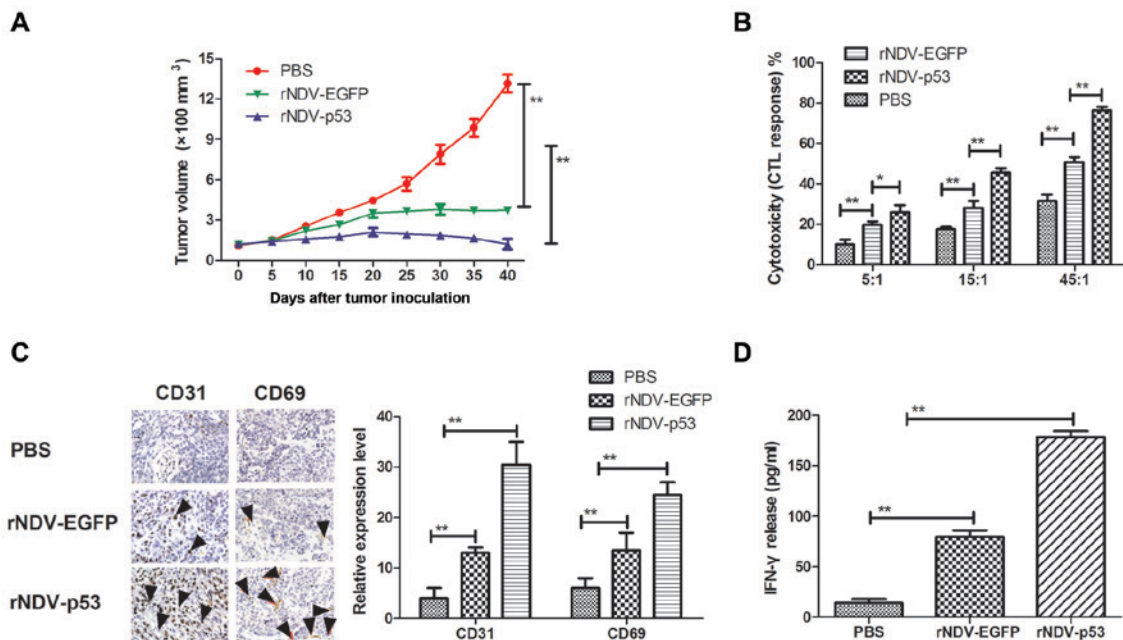 A
PBS
rNDV-EGFP
rNDV-p53
Tumor volume (×100 mm 3)
15
12
9
6
3
0
0 5 10 15 20 25 30 35 40
Days after tumor inoculation
**
**
B
rNDV-EGFP
rNDV-p53
PBS
Cytotoxicity (CTL response) %
100
80
60
40
20
0
** *
** **
** **
5:1 15:1 45:1
C
CD31 CD69
PBS
rNDV-EGFP
rNDV-p53
PBS
rNDV-EGFP
rNDV-p53
Relative expression level
40
30
20
10
0
** **
** **
CD31 CD69
D
IFN-γ release (pg/ml)
200
150
100
50
0
**
**
PBS rNDV-EGFP rNDV-p53